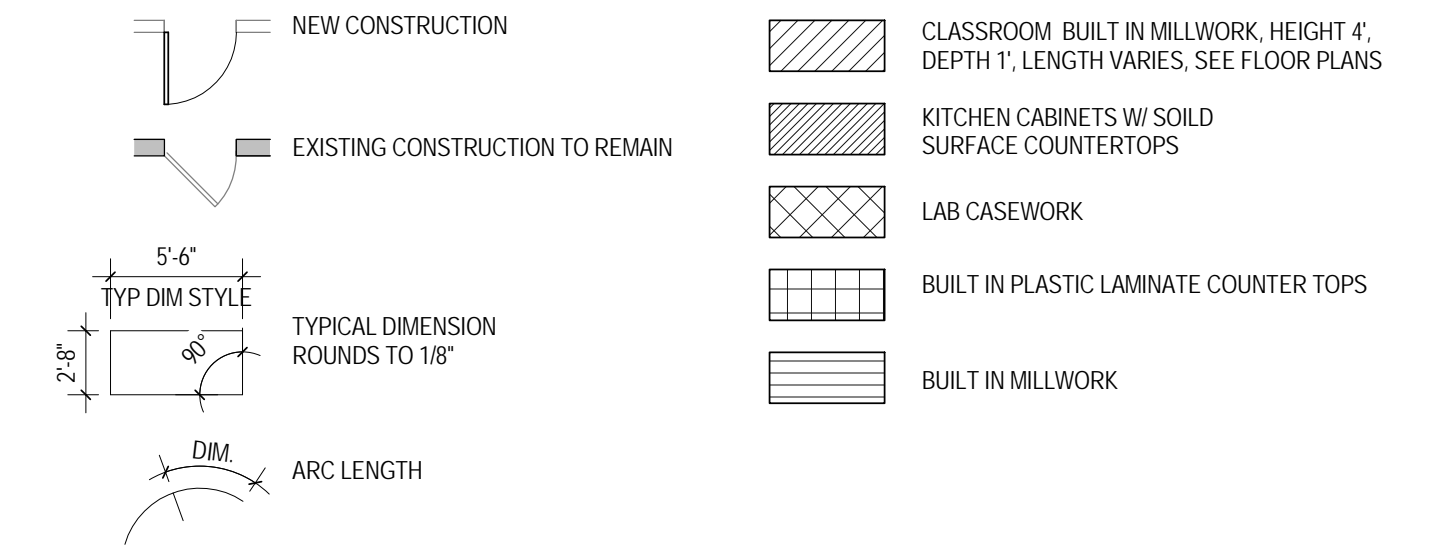 NEW CONSTRUCTION
EXISTING CONSTRUCTION TO REMAIN
5'-6"
TYP DIM STYLE
2'-8"
90°
TYPICAL DIMENSION
ROUNDS TO 1/8"
DIM.
ARC LENGTH
CLASSROOM BUILT IN MILLWORK, HEIGHT 4',
DEPTH 1', LENGTH VARIES, SEE FLOOR PLANS
KITCHEN CABINETS W/ SOILD
SURFACE COUNTERTOPS
LAB CASEWORK
BUILT IN PLASTIC LAMINATE COUNTER TOPS
BUILT IN MILLWORK